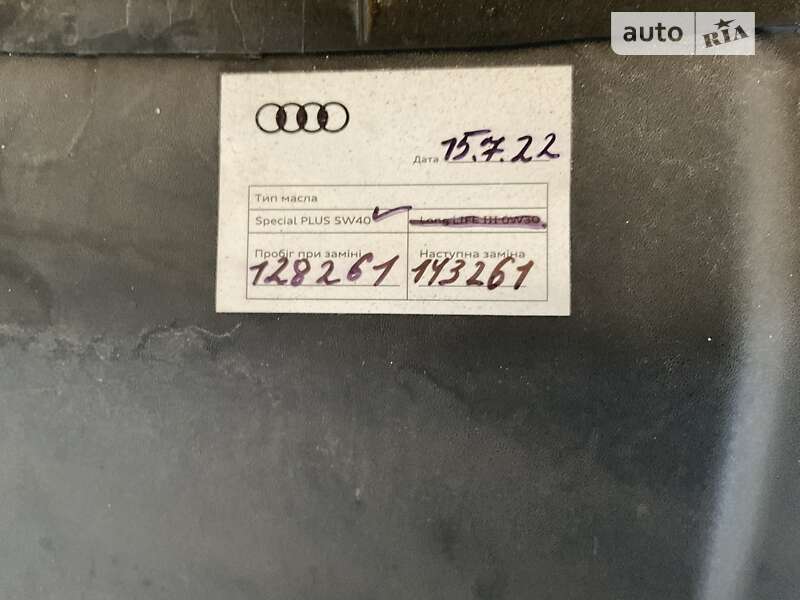 auto RIA
Дата 15.7.22
Тип масла
Special PLUS 5W40 Long LIFE III 0W30
Пробіг при заміні Наступна заміна
128261 143261